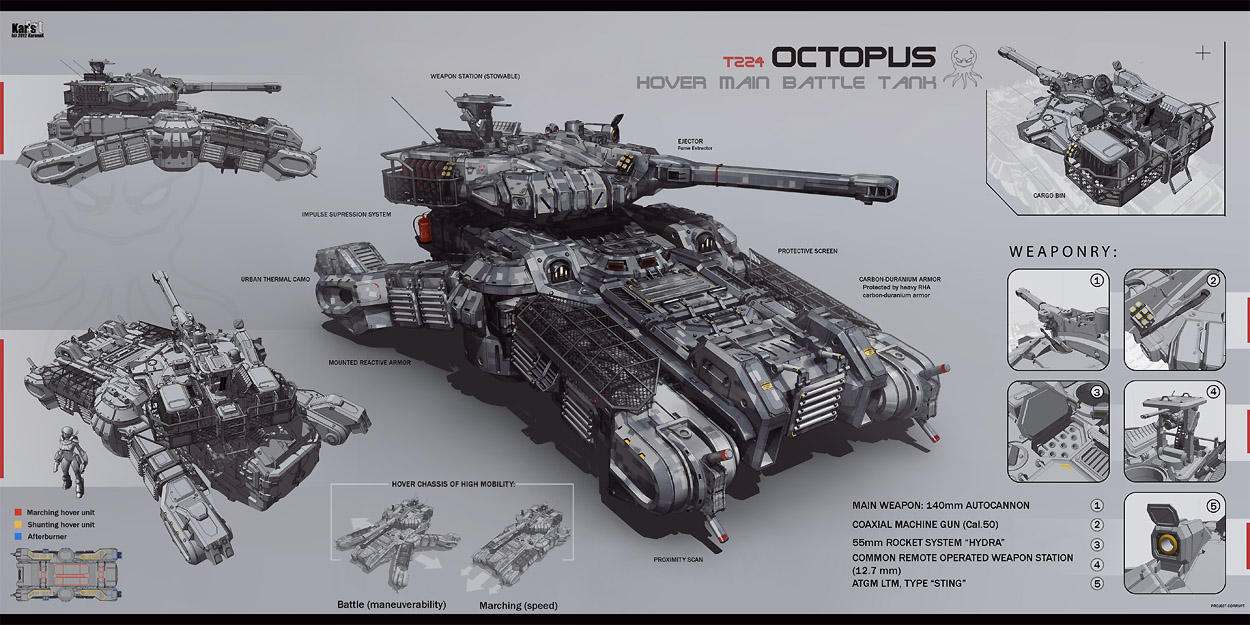 Kar's
(c) 2012 KaranaK
T224 OCTOPUS
HOVER MAIN BATTLE TANK
WEAPON STATION (STOWABLE)
EJECTOR
Fume Extractor
CARGO BIN
IMPULSE SUPRESSION SYSTEM
PROTECTIVE SCREEN
URBAN THERMAL CAMO
CARBON-DURANIUM ARMOR
Protected by heavy RHA
carbon-duranium armor
MOUNTED REACTIVE ARMOR
WEAPONRY:
1
2
3
4
5
HOVER CHASSIS OF HIGH MOBILITY:
Marching hover unit
Shunting hover unit
Afterburner
Battle (maneuverability)
Marching (speed)
PROXIMITY SCAN
MAIN WEAPON: 140mm AUTOCANNON 1
COAXIAL MACHINE GUN (Cal.50) 2
55mm ROCKET SYSTEM “HYDRA” 3
COMMON REMOTE OPERATED WEAPON STATION
(12.7 mm) 4
ATGM LTM, TYPE “STING” 5
PROJECT CORRUPT